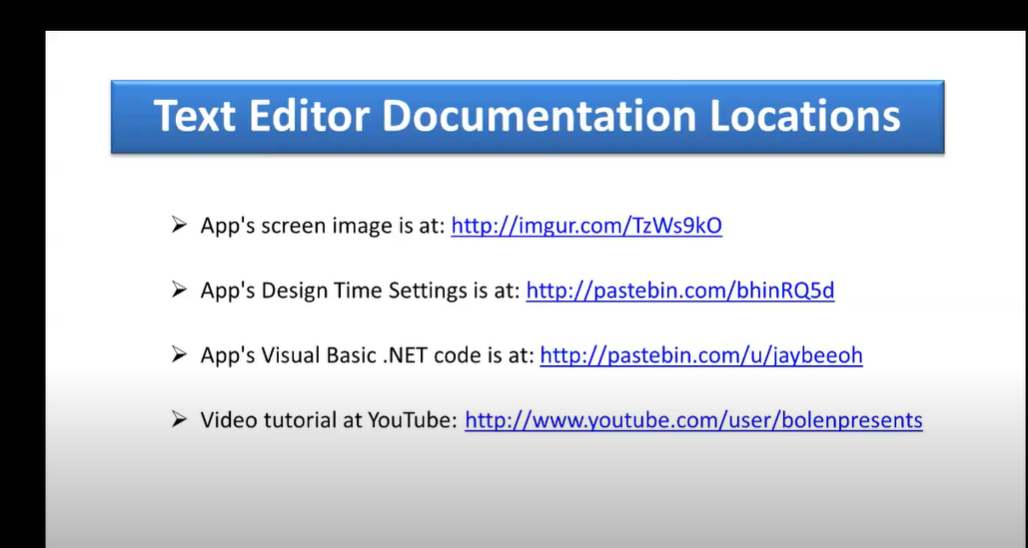 Text Editor Documentation Locations
➢ App's screen image is at: http://imgur.com/TzWs9kO
➢ App's Design Time Settings is at: http://pastebin.com/bhinRQ5d
➢ App's Visual Basic .NET code is at: http://pastebin.com/u/jaybeeoh
➢ Video tutorial at YouTube: http://www.youtube.com/user/bolenpresents